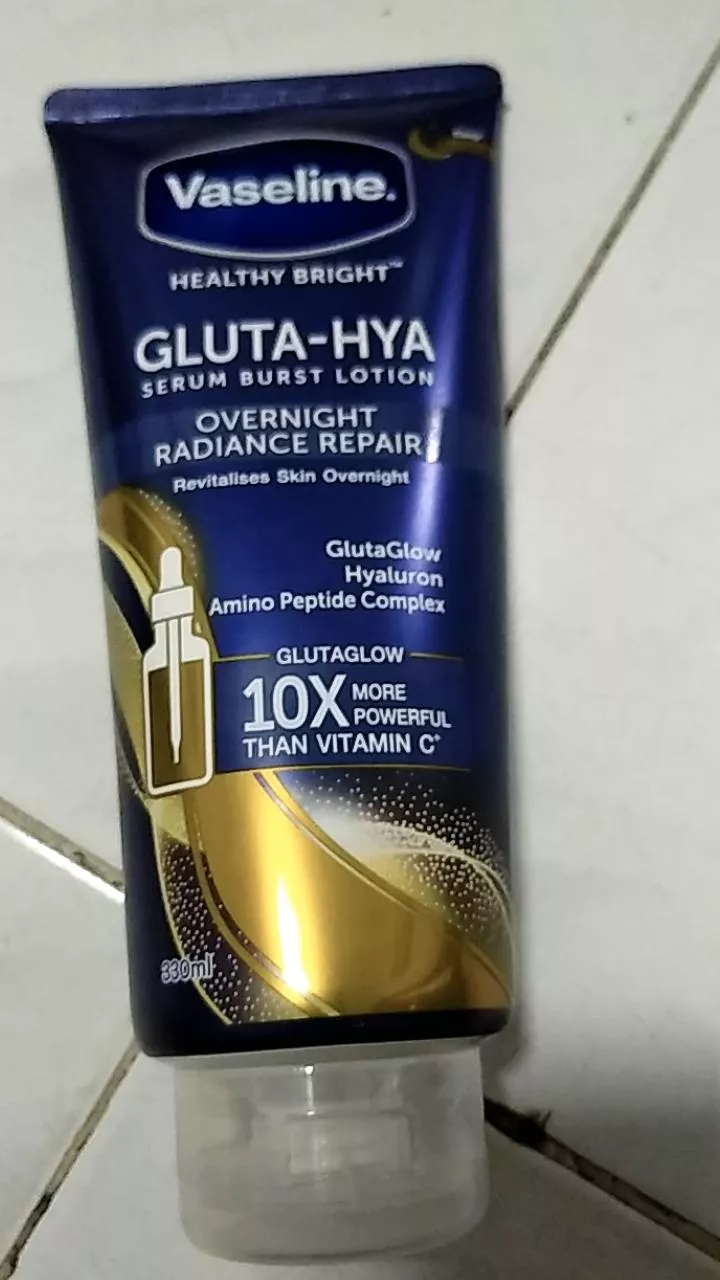 Vaseline.
HEALTHY BRIGHT™
GLUTA-HYA
SERUM BURST LOTION
OVERNIGHT
RADIANCE REPAIR
Revitalises Skin Overnight
GlutaGlow
Hyaluron
Amino Peptide Complex
GLUTAGLOW
10X MORE
POWERFUL
THAN VITAMIN C*
330ml